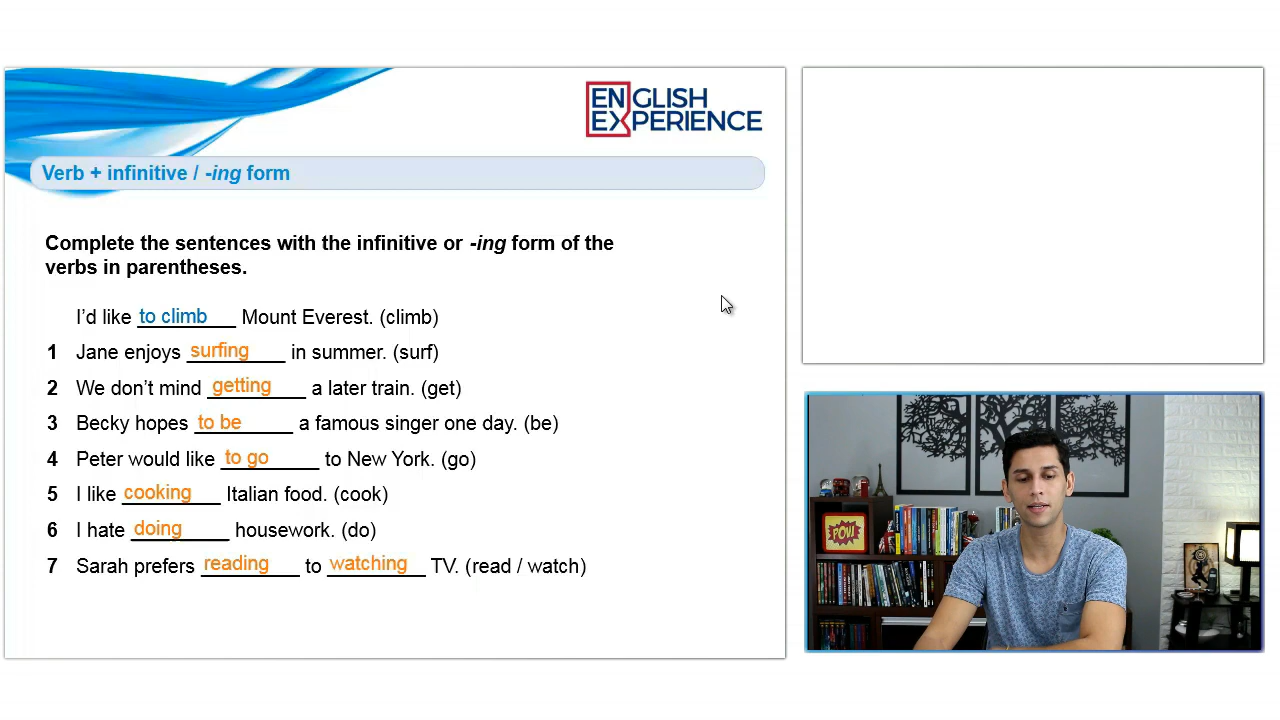 ENGLISH
EXPERIENCE
Verb + infinitive / -ing form
Complete the sentences with the infinitive or -ing form of the
verbs in parentheses.
I'd like to climb Mount Everest. (climb)
1 Jane enjoys surfing in summer. (surf)
2 We don't mind getting a later train. (get)
3 Becky hopes to be a famous singer one day. (be)
4 Peter would like to go to New York. (go)
5 I like cooking Italian food. (cook)
6 I hate doing housework. (do)
7 Sarah prefers reading to watching TV. (read / watch)
POW!